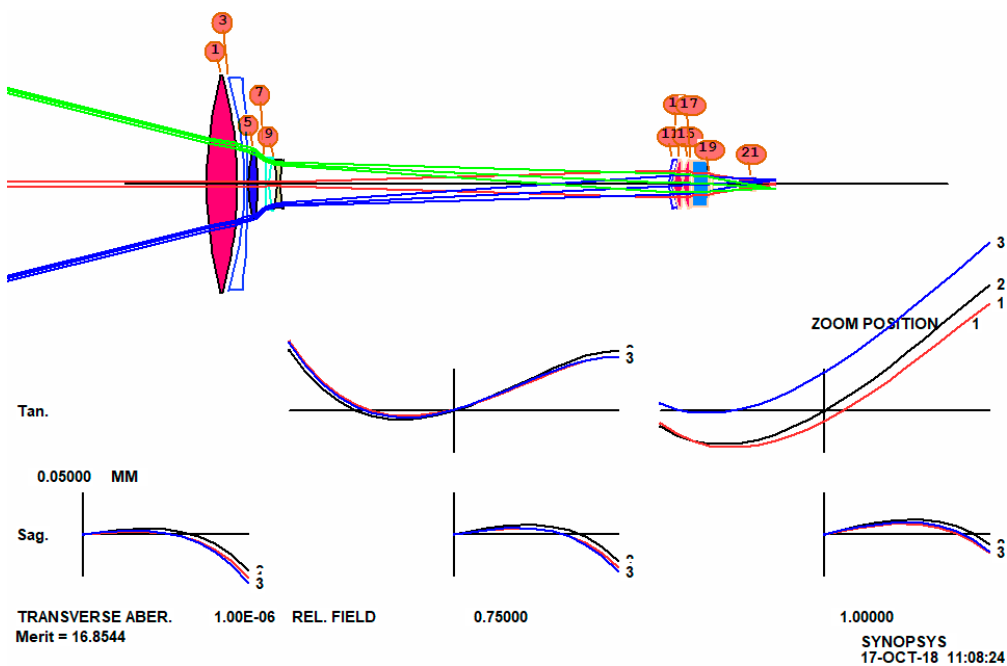 3
1
7
5
9
1 17
11 15
19
21
3
2
1
ZOOM POSITION 1
3
Tan.
0.05000 MM
Sag.
3
3
3
TRANSVERSE ABER. 1.00E-06 REL. FIELD 0.75000 1.00000
Merit = 16.8544
SYNOPSYS
17-OCT-18 11:08:24